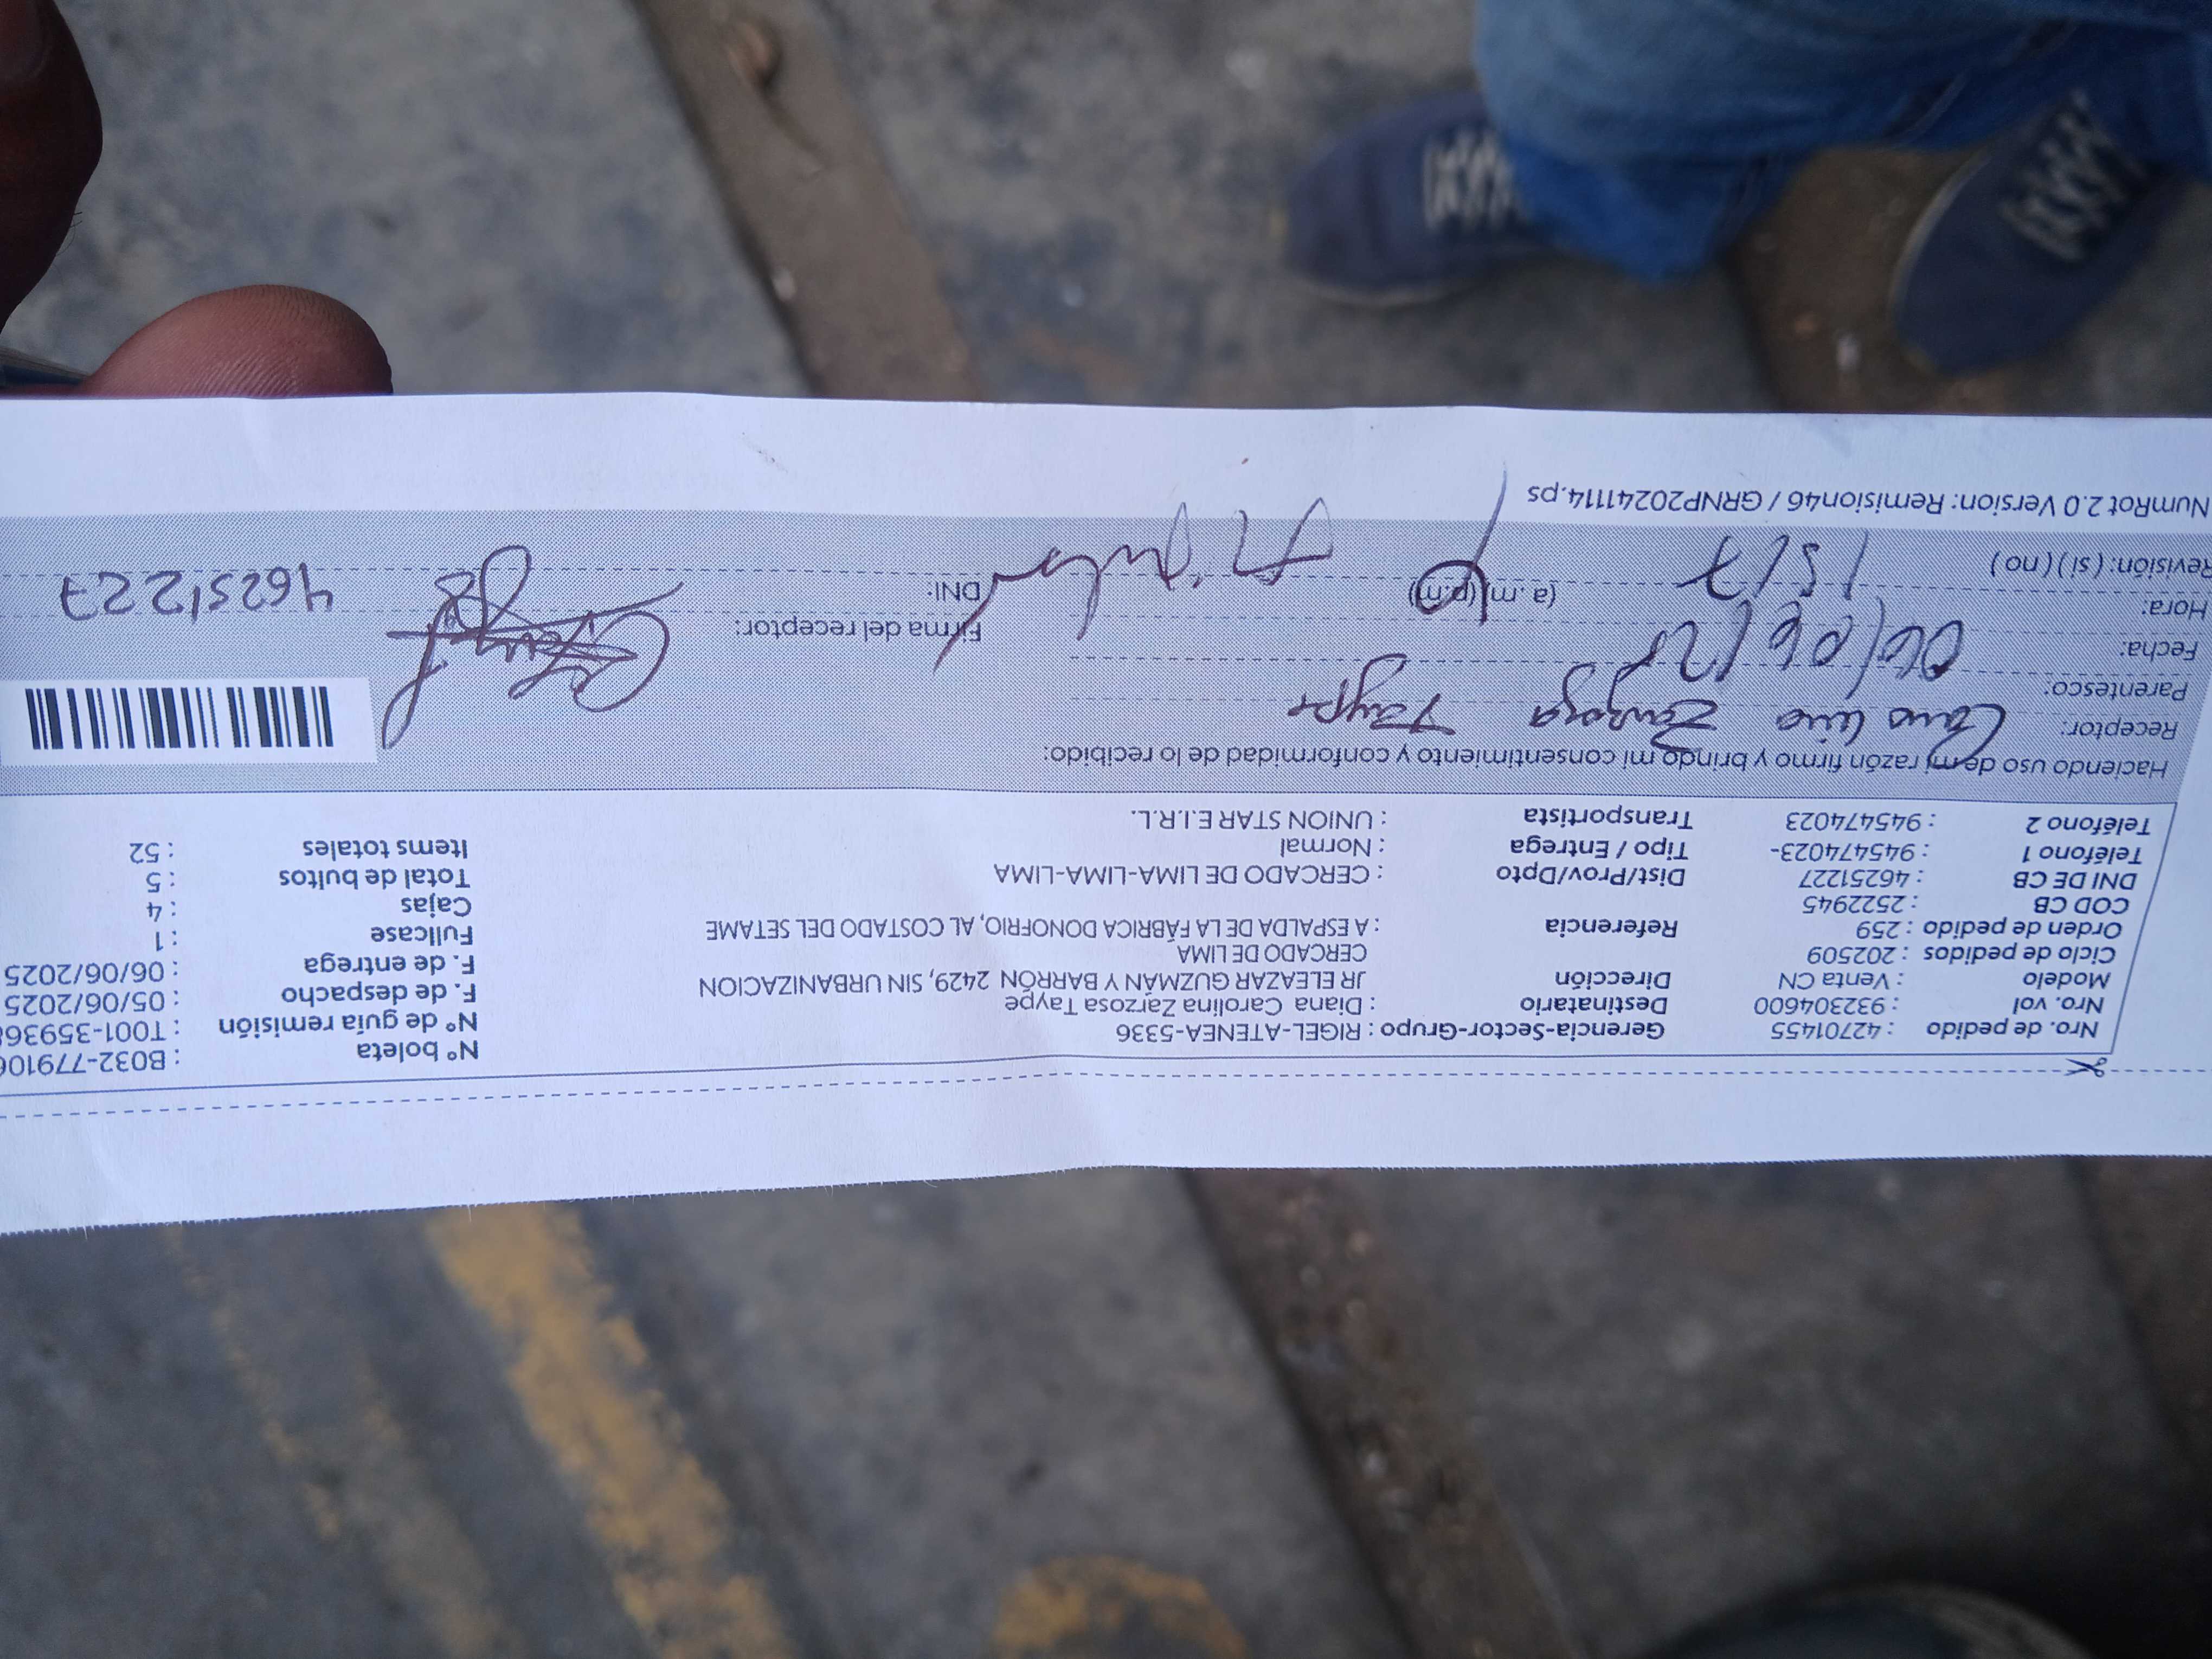 Nro. de pedido : 42701455 Gerencia-Sector-Grupo : RIGEL-ATENEA-5336 N° boleta : B032-779106
Nro. vol : 932304600 Destinatario : Diana Carolina Zarzosa Taype N° de guía remisión : T001-35936
Modelo : Venta CN Dirección JR ELEAZAR GUZMÁN Y BARRÓN 2429, SIN URBANIZACION F. de despacho : 05/06/2025
Ciclo de pedidos : 202509 CERCADO DE LIMA F. de entrega : 06/06/2025
Orden de pedido : 259 Referencia : A ESPALDA DE LA FÁBRICA DONOFRIO, AL COSTADO DEL SETAME Fullcase : 1
COD CB : 2522945 Cajas : 4
DNI DE CB : 46251227 Dist/Prov/Dpto : CERCADO DE LIMA-LIMA-LIMA Total de bultos : 5
Teléfono 1 : 945474023- Tipo / Entrega : Normal Items totales : 52
Teléfono 2 : 945474023 Transportista : UNION STAR E.I.R.L.
Haciendo uso de mi razón firmo y brindo mi consentimiento y conformidad de lo recibido:
Receptor: Carolina Zarzosa Taype
Parentesco:
Fecha: 06/06/25 Firma del receptor:
Hora: 1517 (a.m) (p.m) DNI: 46251227
Revisión: (si) (no)
NumRot 2.0 Version: Remision46 / GRNP20241114.ps